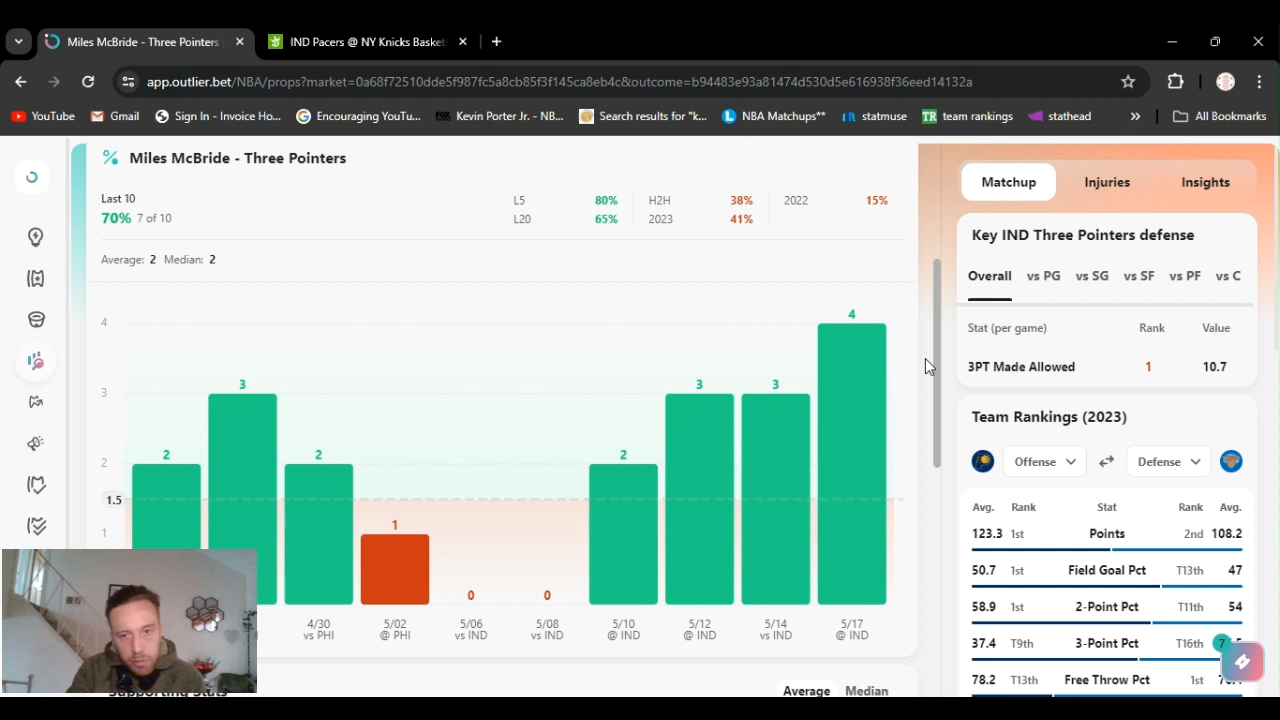 Miles McBride - Three Pointers
IND Pacers @ NY Knicks Basket
app.outlier.bet/NBA/props?market=0a68f72510dde5f987fc5a8cb85f3f145ca8eb4c&outcome=b94483e93a81474d530d5e616938f36eed14132a
YouTube Gmail Sign In - Invoice Ho... Encouraging YouTu... Kevin Porter Jr. - NB... Search results for "k... NBA Matchups** statmuse team rankings stathead » All Bookmarks
Miles McBride - Three Pointers
Last 10
70% 7 of 10
L5 80% H2H 38% 2022 15%
L20 65% 2023 41%
Average: 2 Median: 2
4
3
2
1.5
1
2
3
2
1
0
0
2
3
3
4
4/30 5/02 5/06 5/08 5/10 5/12 5/14 5/17
vs PHI @ PHI vs IND vs IND @ IND @ IND vs IND @ IND
Average Median
Matchup Injuries Insights
Key IND Three Pointers defense
Overall vs PG vs SG vs SF vs PF vs C
Stat (per game) Rank Value
3PT Made Allowed 1 10.7
Team Rankings (2023)
Offense Defense
Avg. Rank Stat Rank Avg.
123.3 1st Points 2nd 108.2
50.7 1st Field Goal Pct T13th 47
58.9 1st 2-Point Pct T11th 54
37.4 T9th 3-Point Pct T16th
78.2 T13th Free Throw Pct 1st